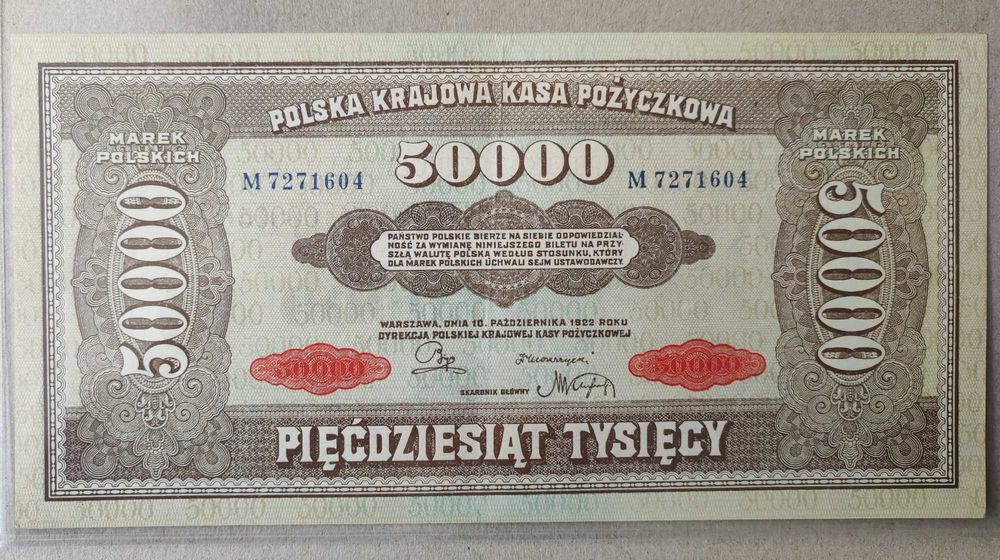 POLSKA KRAJOWA KASA POŻYCZKOWA
MAREK
POLSKICH
MAREK
POLSKICH
50000
M 7271604
M 7271604
50000
50000
PAŃSTWO POLSKIE BIERZE NA SIEBIE ODPOWIEDZIAL-
NOŚĆ ZA WYMIANĘ NINIEJSZEGO BILETU NA PRZY-
SZŁĄ WALUTĘ POLSKĄ WEDŁUG STOSUNKU, KTÓRY
DLA MAREK POLSKICH UCHWALI SEJM USTAWODAWCZY.
WARSZAWA, DNIA 10. PAŹDZIERNIKA 1922 ROKU
DYREKCJA POLSKIEJ KRAJOWEJ KASY POŻYCZKOWEJ
50000
50000
SKARBNIK GŁÓWNY
PIĘĆDZIESIĄT TYSIĘCY